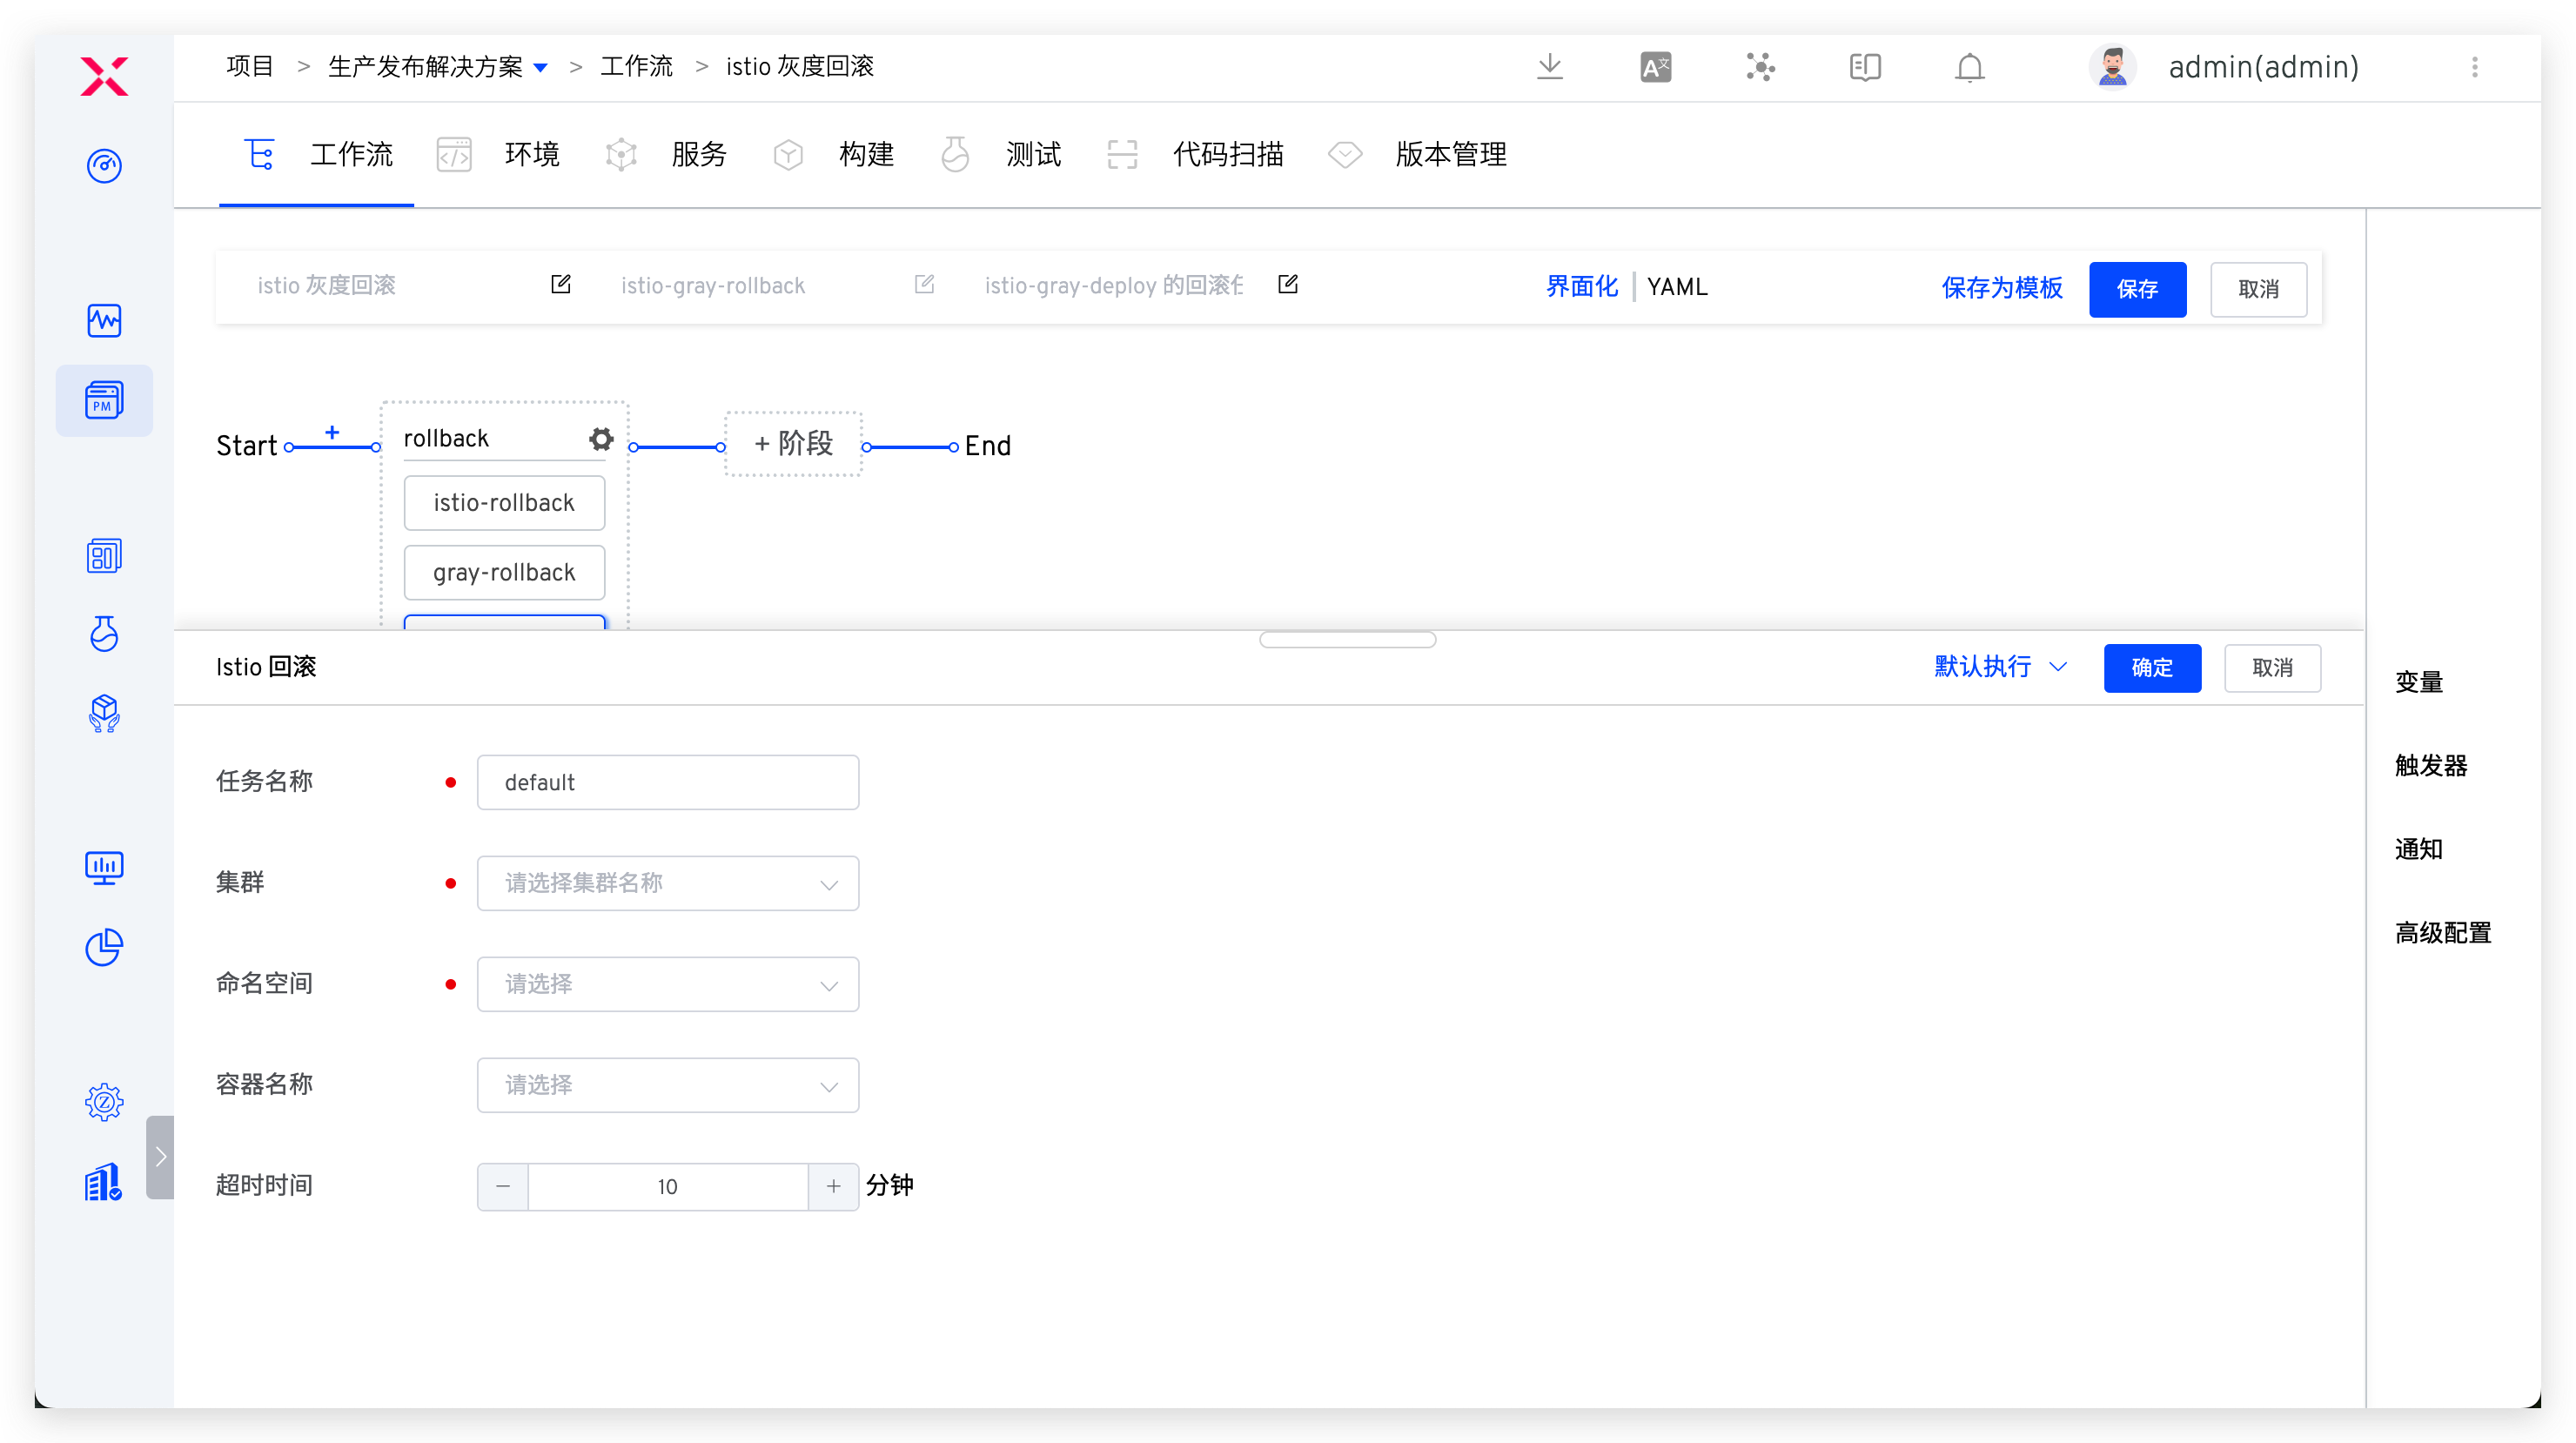 项目 > 生产发布解决方案 > 工作流 > istio 灰度回滚
admin(admin)
工作流 环境 服务 构建 测试 代码扫描 版本管理
istio 灰度回滚 istio-gray-rollback istio-gray-deploy 的回滚 界面化 YAML 保存为模板 保存 取消
PM
Start + rollback + 阶段 End
istio-rollback
gray-rollback
Istio 回滚 默认执行 确定 取消
变量
触发器
通知
高级配置
任务名称 default
集群 请选择集群名称
命名空间 请选择
容器名称 请选择
超时时间 − 10 + 分钟